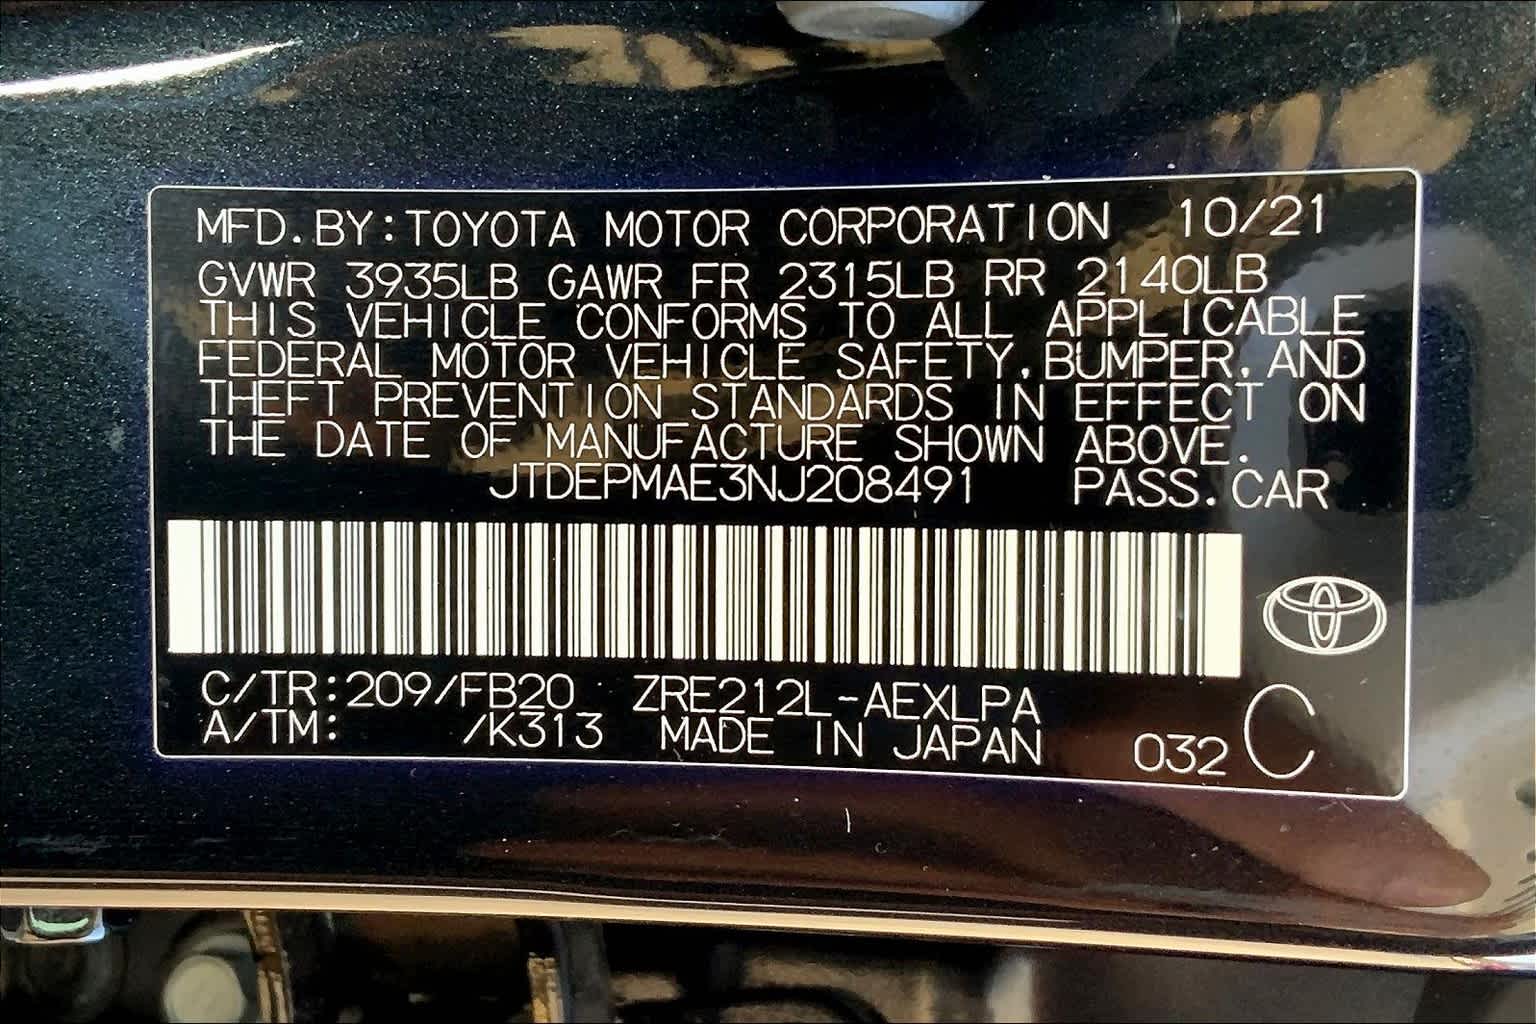 MFD.BY:TOYOTA MOTOR CORPORATION 10/21
GVWR 3935LB GAWR FR 2315LB RR 2140LB
THIS VEHICLE CONFORMS TO ALL APPLICABLE
FEDERAL MOTOR VEHICLE SAFETY,BUMPER,AND
THEFT PREVENTION STANDARDS IN EFFECT ON
THE DATE OF MANUFACTURE SHOWN ABOVE.
JTDEPMAE3NJ208491 PASS.CAR
C/TR:209/FB20 ZRE212L-AEXLPA
A/TM: /K313 MADE IN JAPAN 032 C